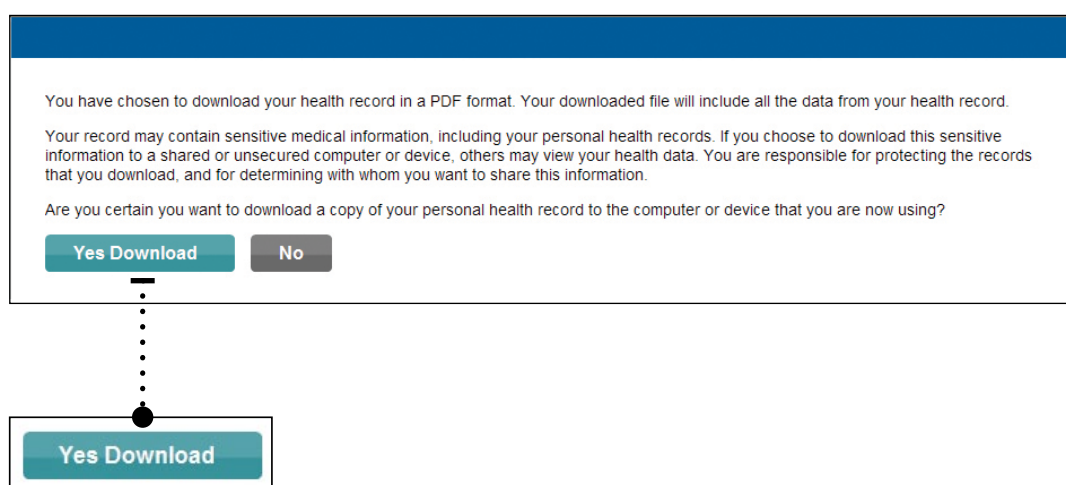 You have chosen to download your health record in a PDF format. Your downloaded file will include all the data from your health record.
Your record may contain sensitive medical information, including your personal health records. If you choose to download this sensitive
information to a shared or unsecured computer or device, others may view your health data. You are responsible for protecting the records
that you download, and for determining with whom you want to share this information.
Are you certain you want to download a copy of your personal health record to the computer or device that you are now using?
Yes Download No
Yes Download